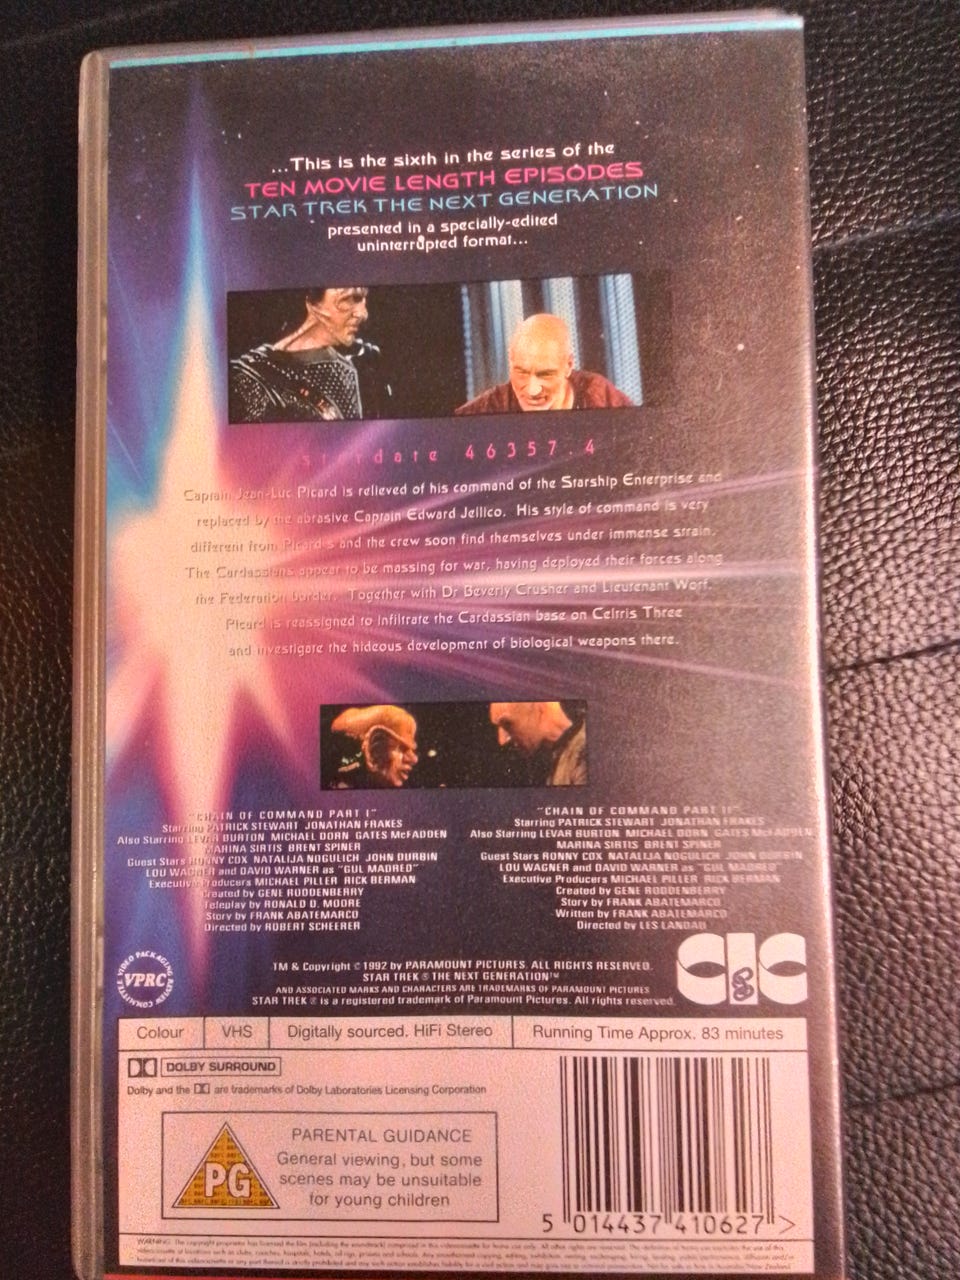 ...This is the sixth in the series of the
TEN MOVIE LENGTH EPISODES
STAR TREK THE NEXT GENERATION
presented in a specially-edited
uninterrupted format...
stardate 46357.4
Captain Jean-Luc Picard is relieved of his command of the Starship Enterprise and
replaced by the abrasive Captain Edward Jellico. His style of command is very
different from Picard's and the crew soon find themselves under immense strain.
The Cardassians appear to be massing for war, having deployed their forces along
the Federation border. Together with Dr Beverly Crusher and Lieutenant Worf,
Picard is reassigned to infiltrate the Cardassian base on Celtris Three
and investigate the hideous development of biological weapons there.
"CHAIN OF COMMAND PART I"
Starring PATRICK STEWART JONATHAN FRAKES
Also Starring LEVAR BURTON MICHAEL DORN GATES McFADDEN
MARINA SIRTIS BRENT SPINER
Guest Stars RONNY COX NATALIJA NOGULICH JOHN DURBIN
LOU WAGNER and DAVID WARNER as "GUL MADRED"
Executive Producers MICHAEL PILLER RICK BERMAN
Created by GENE RODDENBERRY
Teleplay by RONALD D. MOORE
Story by FRANK ABATEMARCO
Directed by ROBERT SCHEERER
"CHAIN OF COMMAND PART II"
Starring PATRICK STEWART JONATHAN FRAKES
Also Starring LEVAR BURTON MICHAEL DORN GATES McFADDEN
MARINA SIRTIS BRENT SPINER
Guest Stars RONNY COX NATALIJA NOGULICH JOHN DURBIN
LOU WAGNER and DAVID WARNER as "GUL MADRED"
Executive Producers MICHAEL PILLER RICK BERMAN
Created by GENE RODDENBERRY
Story by FRANK ABATEMARCO
Written by FRANK ABATEMARCO
Directed by LES LANDAU
VIDEO PACKAGING REVIEW COMMITTEE
VPRC
TM & Copyright © 1992 by PARAMOUNT PICTURES. ALL RIGHTS RESERVED.
STAR TREK ® THE NEXT GENERATION™
AND ASSOCIATED MARKS AND CHARACTERS ARE TRADEMARKS OF PARAMOUNT PICTURES
STAR TREK ® is a registered trademark of Paramount Pictures. All rights reserved.
CIC
Colour VHS Digitally sourced. HiFi Stereo Running Time Approx. 83 minutes
DOLBY SURROUND
Dolby and the are trademarks of Dolby Laboratories Licensing Corporation
PG
PARENTAL GUIDANCE
General viewing, but some
scenes may be unsuitable
for young children
5 014437 410627 >